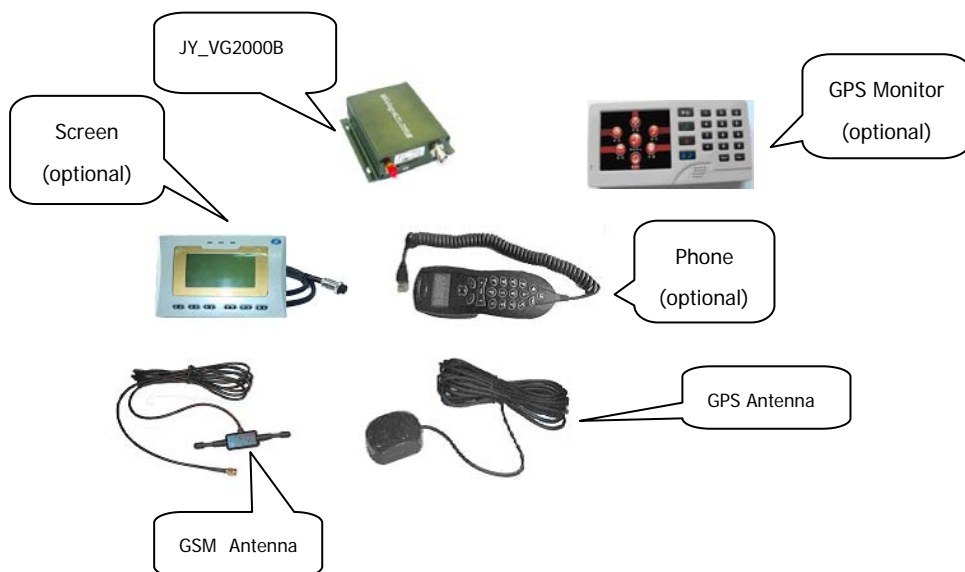 JY_VG2000B
GPS Monitor
(optional)
Screen
(optional)
Phone
(optional)
GPS Antenna
GSM Antenna